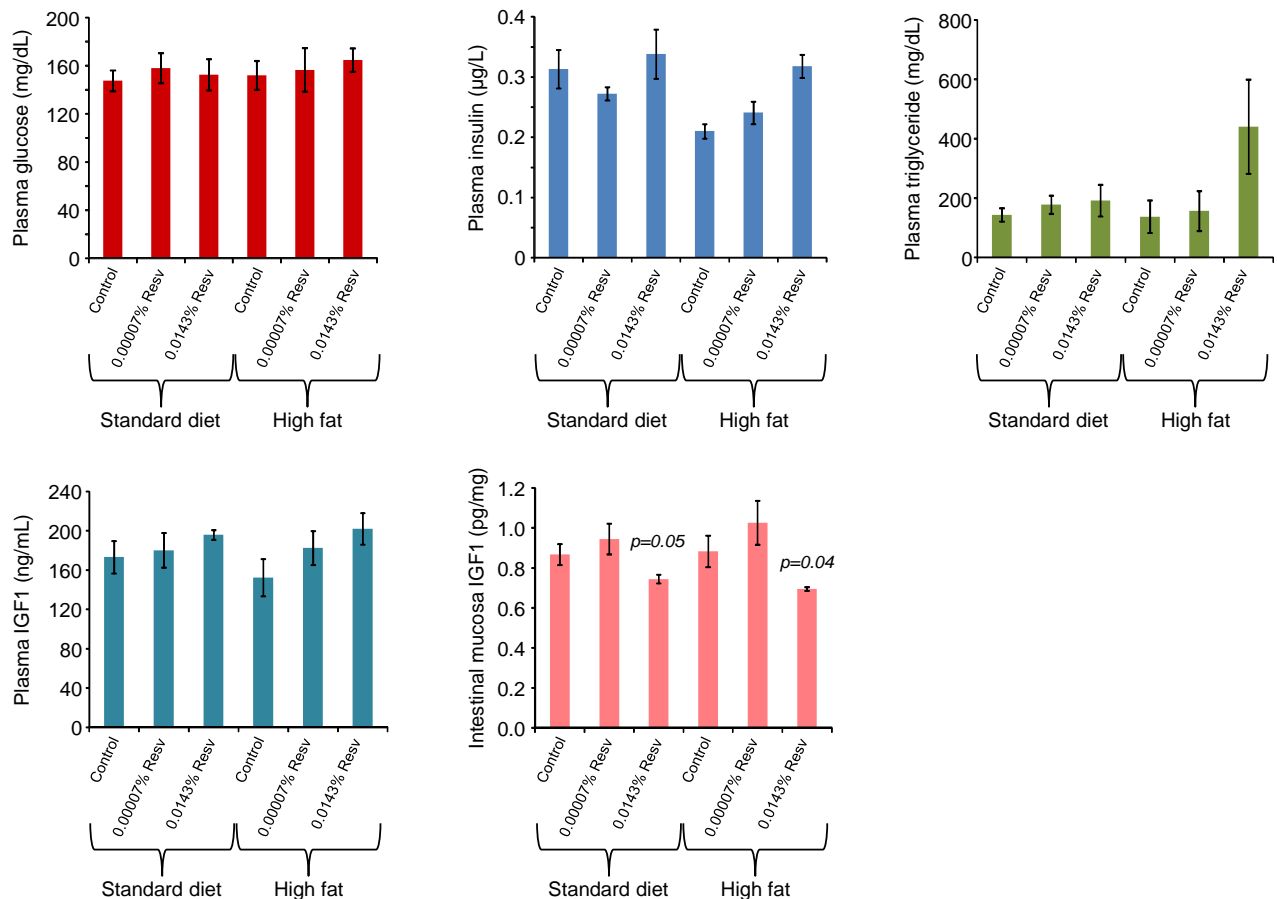 Plasma glucose (mg/dL)
200
160
120
80
40
0
Control
0.00007% Resv
0.0143% Resv
Control
0.00007% Resv
0.0143% Resv
Standard diet
High fat
Plasma insulin (µg/L)
0.4
0.3
0.2
0.1
0
Control
0.00007% Resv
0.0143% Resv
Control
0.00007% Resv
0.0143% Resv
Standard diet
High fat
Plasma triglyceride (mg/dL)
800
600
400
200
0
Control
0.00007% Resv
0.0143% Resv
Control
0.00007% Resv
0.0143% Resv
Standard diet
High fat
Plasma IGF1 (ng/mL)
240
200
160
120
80
40
0
Control
0.00007% Resv
0.0143% Resv
Control
0.00007% Resv
0.0143% Resv
Standard diet
High fat
Intestinal mucosa IGF1 (pg/mg)
1.2
1.0
0.8
0.6
0.4
0.2
0.0
p=0.05
p=0.04
Control
0.00007% Resv
0.0143% Resv
Control
0.00007% Resv
0.0143% Resv
Standard diet
High fat